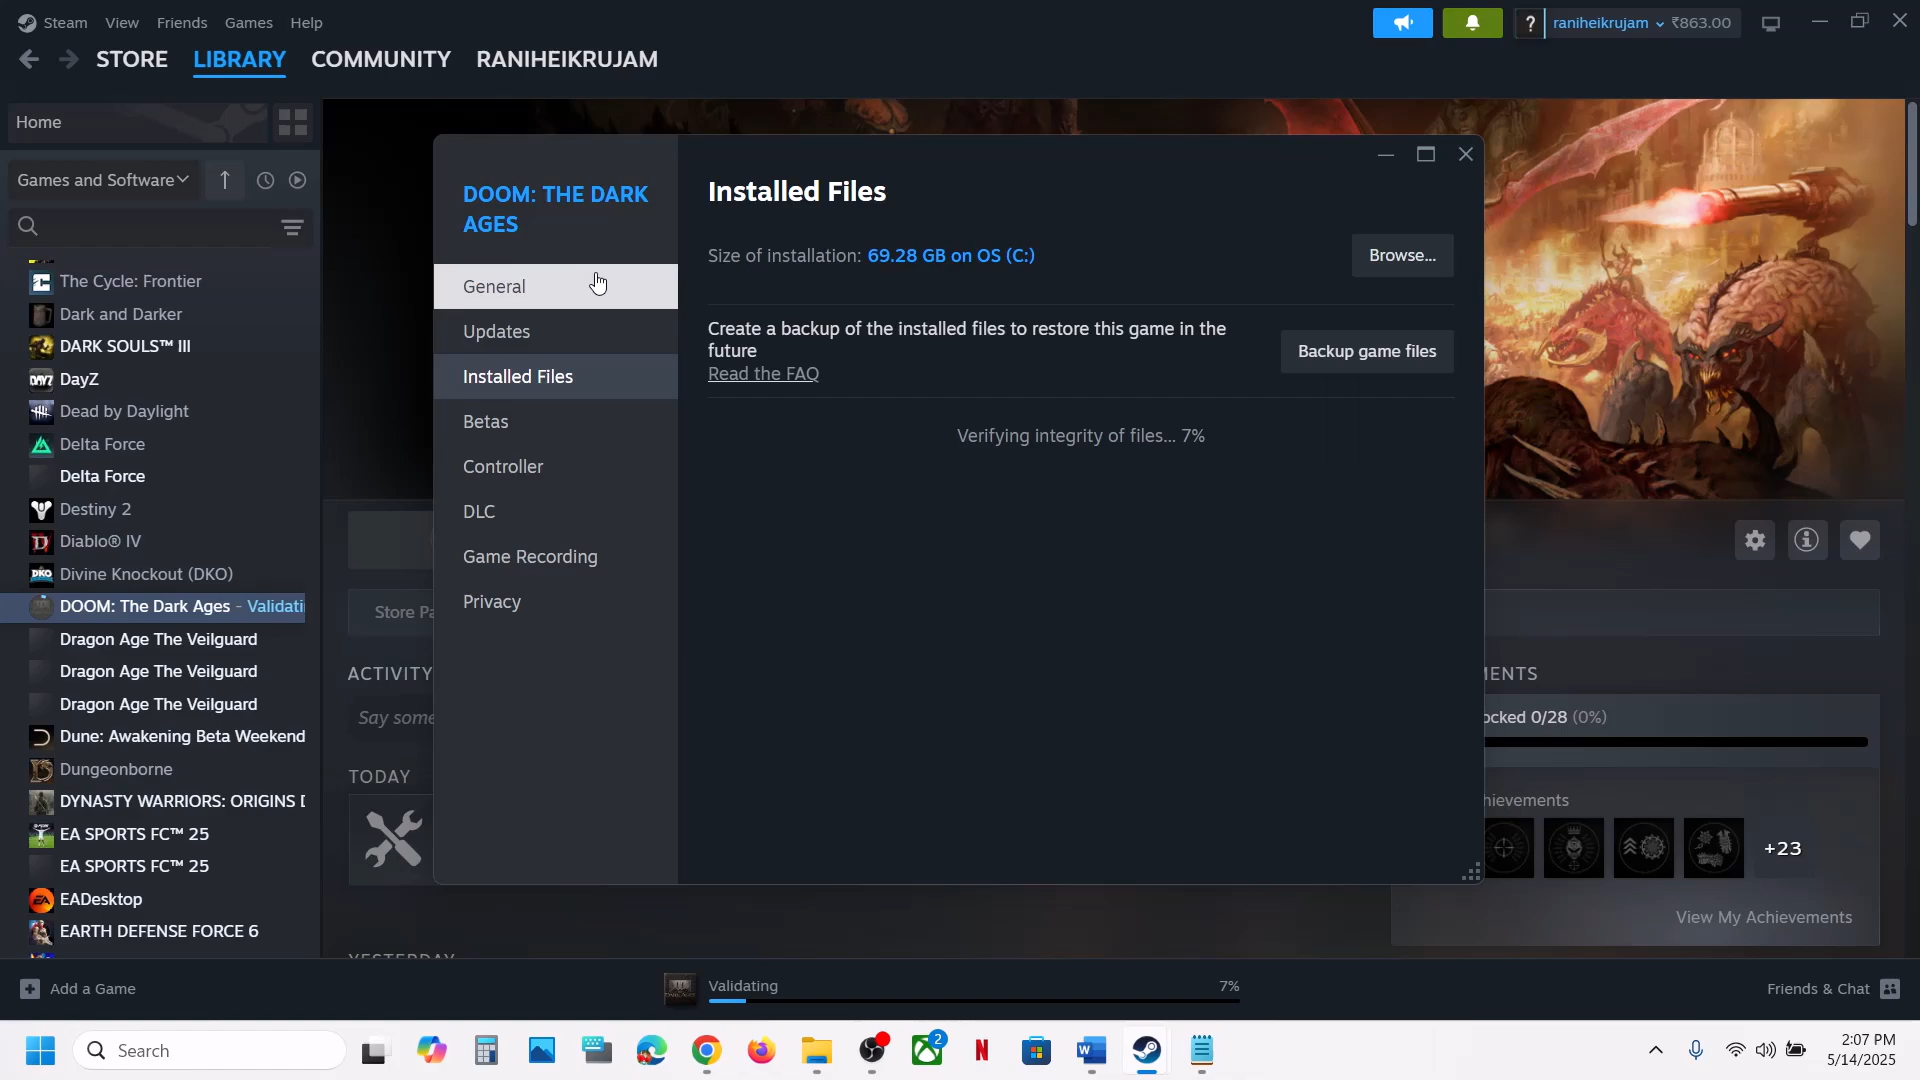 Steam View Friends Games Help
raniheikrujam ₹863.00
STORE LIBRARY COMMUNITY RANIHEIKRUJAM
Home
Games and Software
The Cycle: Frontier
Dark and Darker
DARK SOULS™ III
DayZ
Dead by Daylight
Delta Force
Delta Force
Destiny 2
Diablo® IV
Divine Knockout (DKO)
DOOM: The Dark Ages - Validati
Dragon Age The Veilguard
Dragon Age The Veilguard
Dragon Age The Veilguard
Dune: Awakening Beta Weekend
Dungeonborne
DYNASTY WARRIORS: ORIGINS D
EA SPORTS FC™ 25
EA SPORTS FC™ 25
EADesktop
EARTH DEFENSE FORCE 6
DOOM: THE DARK
AGES
General
Updates
Installed Files
Betas
Controller
DLC
Game Recording
Privacy
Installed Files
Size of installation: 69.28 GB on OS (C:)
Browse...
Create a backup of the installed files to restore this game in the
future
Read the FAQ
Backup game files
Verifying integrity of files... 7%
Store Pa
ACTIVITY
Say some
TODAY
YESTERDAY
MENTS
ocked 0/28 (0%)
hievements
+23
View My Achievements
Add a Game
Validating 7%
Friends & Chat
Search
2
2:07 PM
5/14/2025